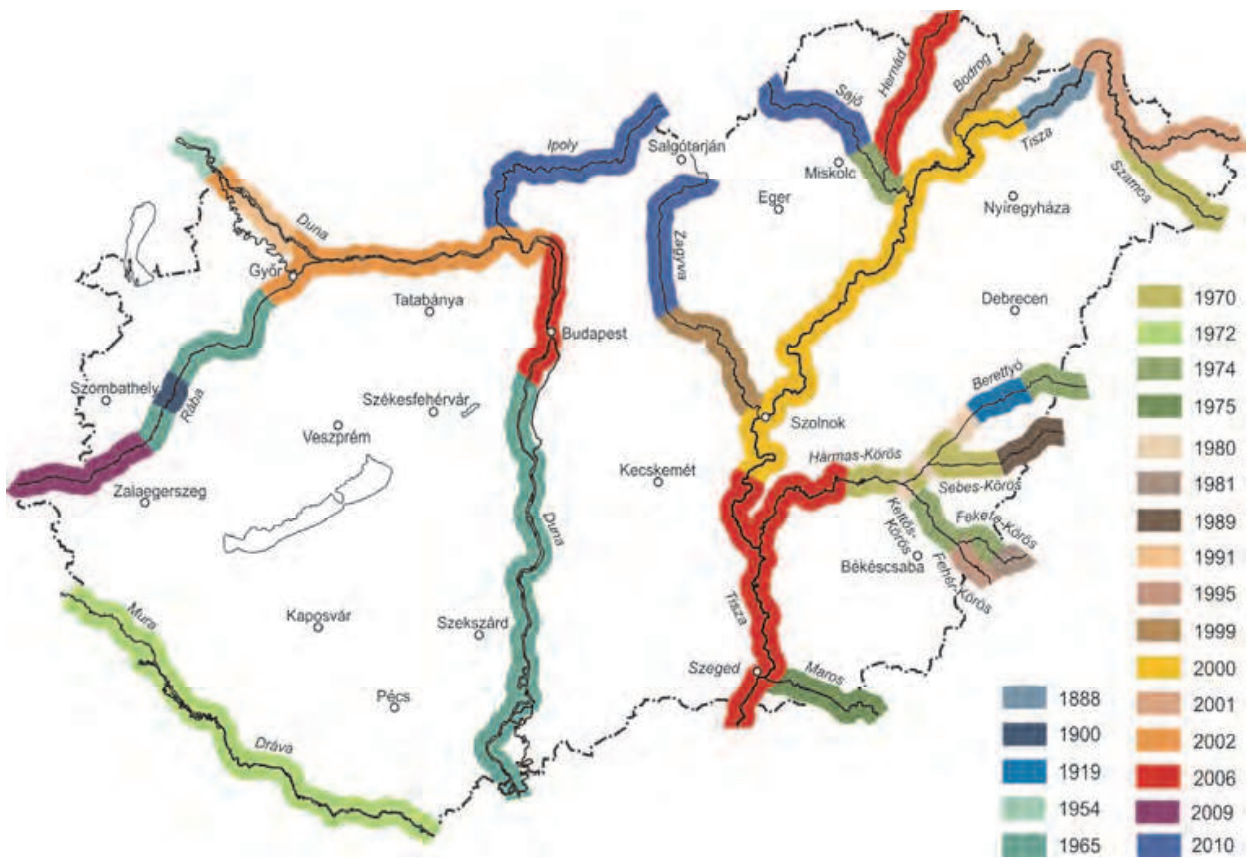 Hernád
Bodrog
Sajó
Ipoly
Salgótarján
Tisza
Miskolc
Szamos
Eger
Nyíregyháza
Duna
Zagyva
Győr
Tatabánya
Debrecen
Budapest
Szombathely
Rába
Székesfehérvár
Berettyó
Veszprém
Szolnok
Hármas-Körös
Kecskemét
Sebes-Körös
Zalaegerszeg
Duna
Kettős-
Körös
Fekete-Körös
Békéscsaba
Fehér-Körös
Mura
Kaposvár
Szekszárd
Tisza
Szeged
Maros
Pécs
Dráva
1888
1900
1919
1954
1965
1970
1972
1974
1975
1980
1981
1989
1991
1995
1999
2000
2001
2002
2006
2009
2010